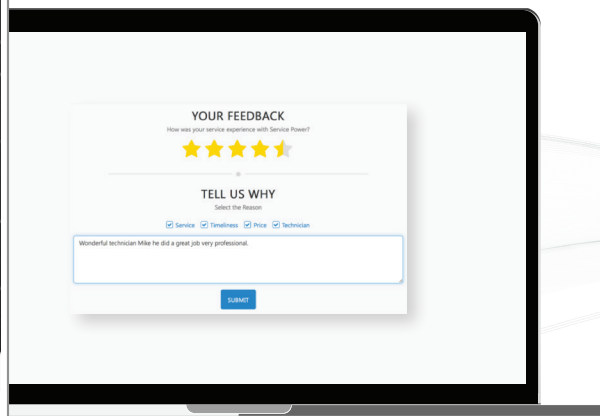 YOUR FEEDBACK
How was your service experience with Service Power?
TELL US WHY
Select the Reason
Service Timeliness Price Technician
Wonderful technician Mike he did a great job very professional.
SUBMIT